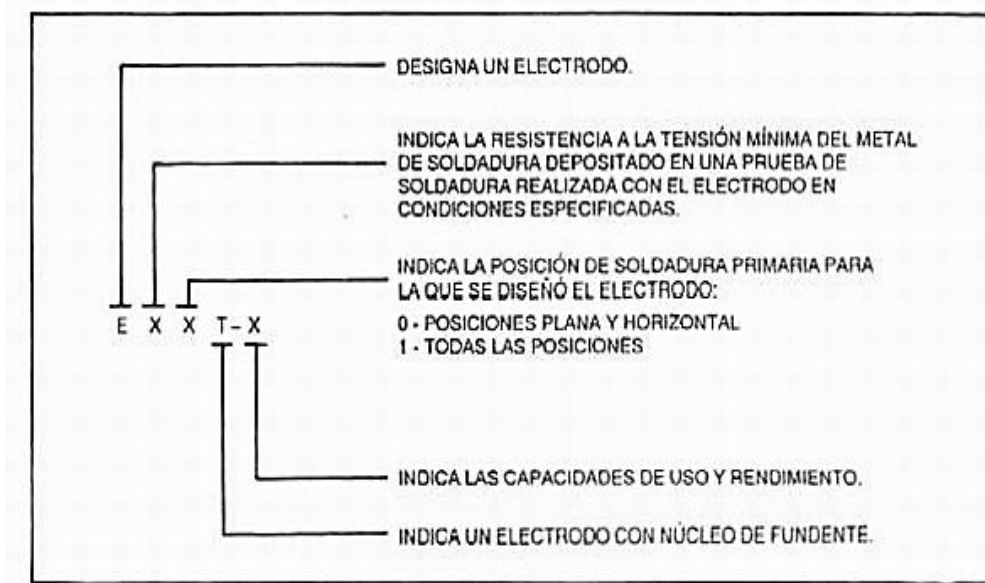 DESIGNA UN ELECTRODO.
INDICA LA RESISTENCIA A LA TENSIÓN MÍNIMA DEL METAL
DE SOLDADURA DEPOSITADO EN UNA PRUEBA DE
SOLDADURA REALIZADA CON EL ELECTRODO EN
CONDICIONES ESPECIFICADAS.
INDICA LA POSICIÓN DE SOLDADURA PRIMARIA PARA
LA QUE SE DISEÑÓ EL ELECTRODO:
0 - POSICIONES PLANA Y HORIZONTAL
1 - TODAS LAS POSICIONES
E X X T - X
INDICA LAS CAPACIDADES DE USO Y RENDIMIENTO.
INDICA UN ELECTRODO CON NÚCLEO DE FUNDENTE.